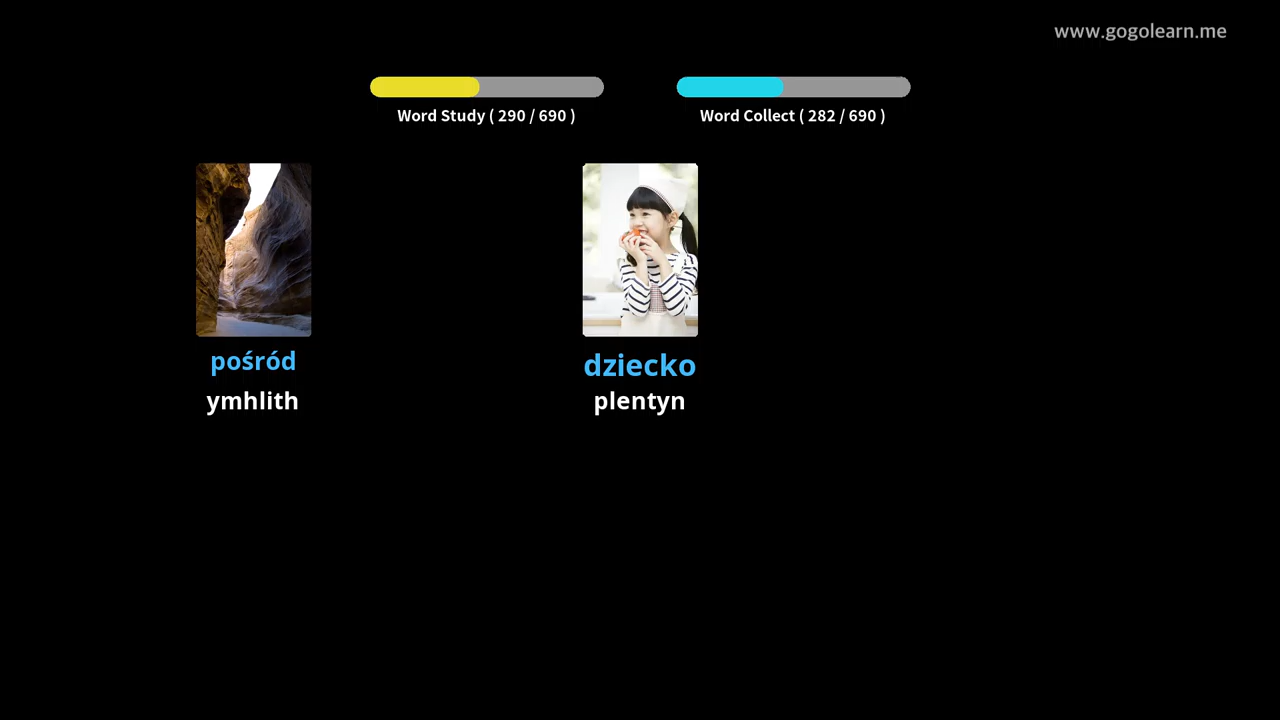 www.gogolearn.me
Word Study ( 290 / 690 )
Word Collect ( 282 / 690 )
pośród
ymhlith
dziecko
plentyn